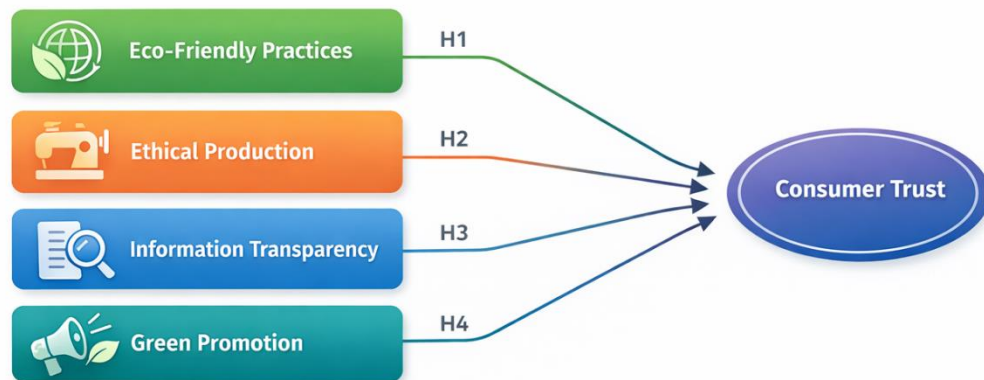 Eco-Friendly Practices
H1
Ethical Production
H2
Information Transparency
H3
Green Promotion
H4
Consumer Trust